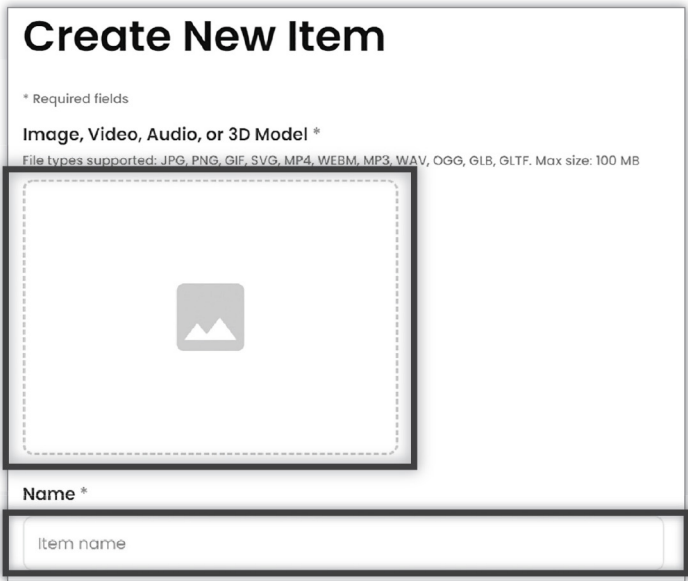 Create New Item
* Required fields
Image, Video, Audio, or 3D Model *
File types supported: JPG, PNG, GIF, SVG, MP4, WEBM, MP3, WAV, OGG, GLB, GLTF. Max size: 100 MB
Name *
Item name